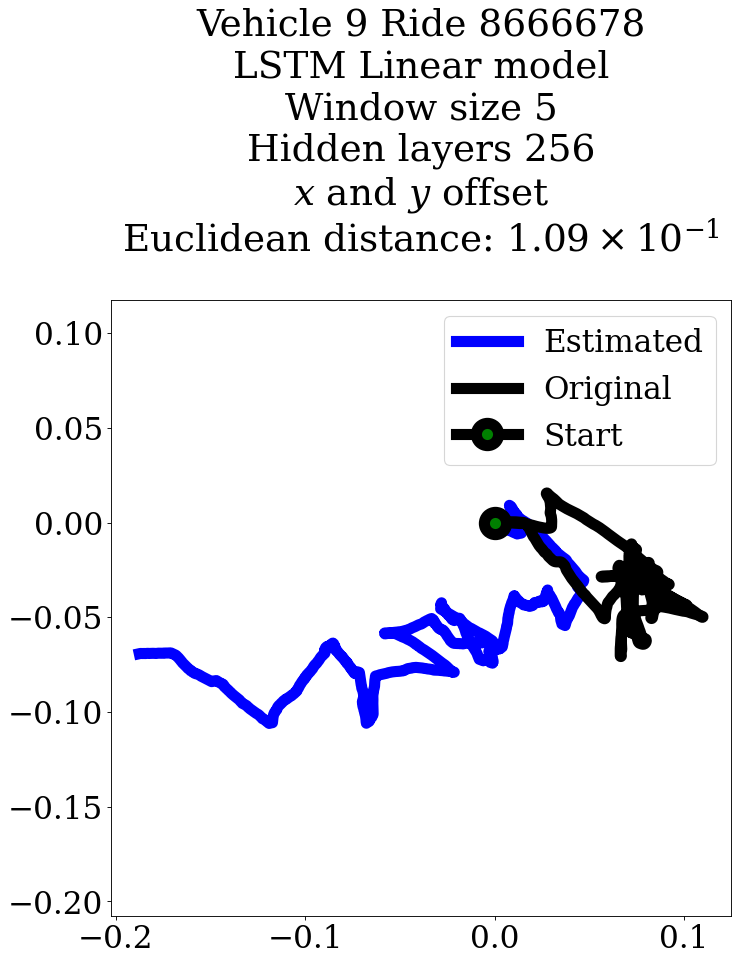 Vehicle 9 Ride 8666678
LSTM Linear model
Window size 5
Hidden layers 256
x and y offset
Euclidean distance: 1.09 × 10⁻¹
Estimated
Original
Start
0.10
0.05
0.00
−0.05
−0.10
−0.15
−0.20
−0.2 −0.1 0.0 0.1